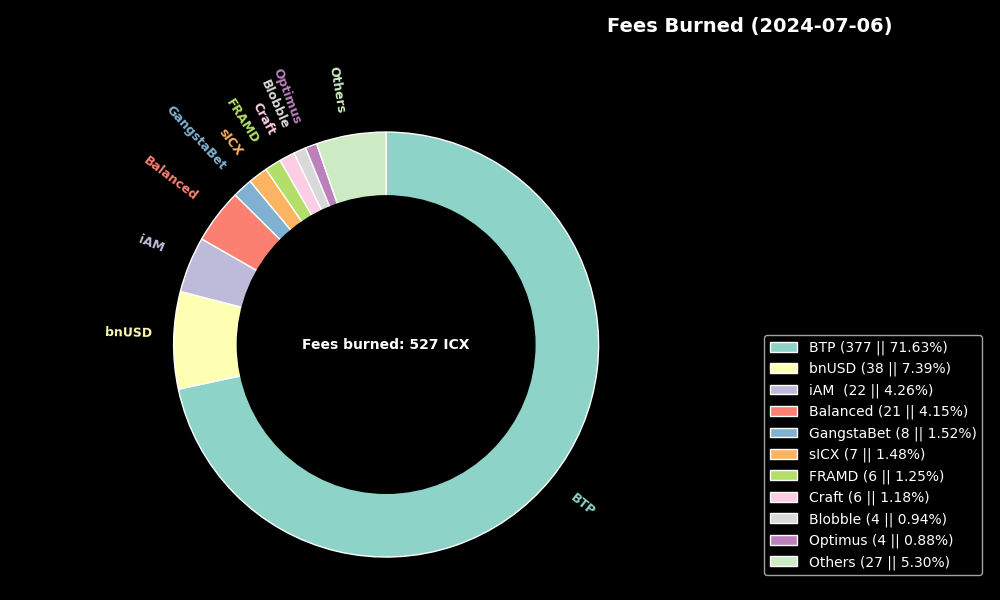 Fees Burned (2024-07-06)
Others
Optimus
Blobble
Craft
FRAMD
sICX
GangstaBet
Balanced
iAM
bnUSD
Fees burned: 527 ICX
BTP
BTP (377 || 71.63%)
bnUSD (38 || 7.39%)
iAM  (22 || 4.26%)
Balanced (21 || 4.15%)
GangstaBet (8 || 1.52%)
sICX (7 || 1.48%)
FRAMD (6 || 1.25%)
Craft (6 || 1.18%)
Blobble (4 || 0.94%)
Optimus (4 || 0.88%)
Others (27 || 5.30%)